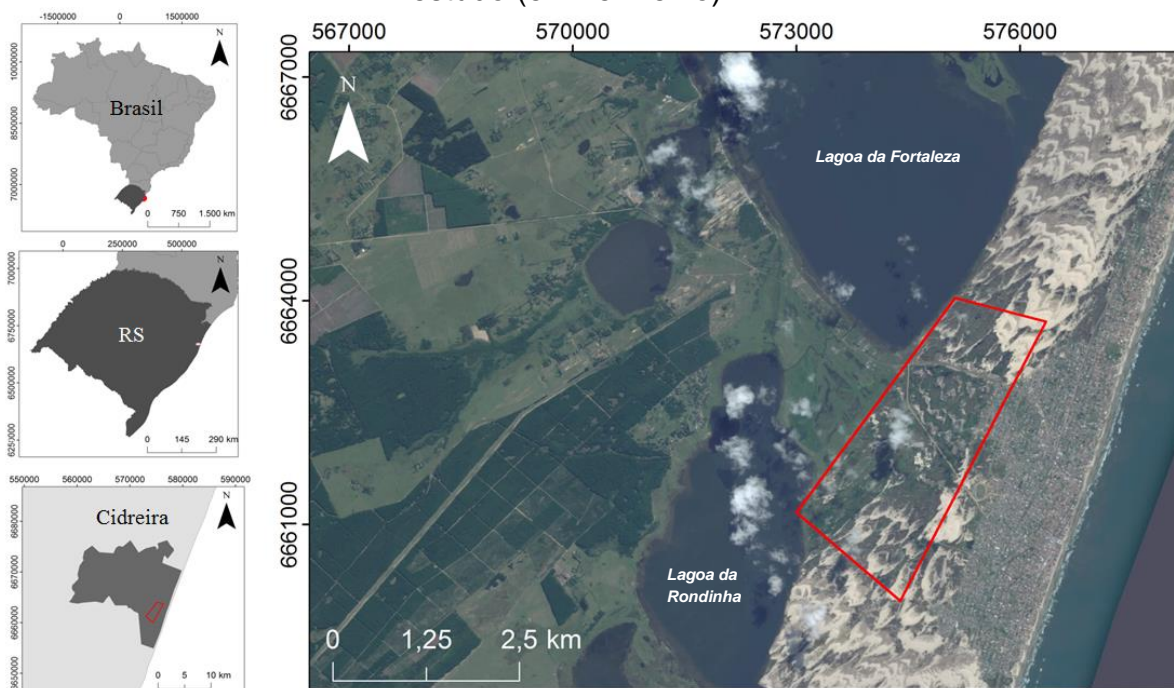 -1500000 0 1500000
N
10000000
8500000
7000000
Brasil
0 750 1.500 km
0 250000 500000
N
7000000
6750000
6500000
6250000
RS
0 145 290 km
550000 560000 570000 580000 590000
N
Cidreira
6680000
6670000
6660000
6650000
0 5 10 km
567000 570000 573000 576000
6667000
6664000
6661000
N
Lagoa da Fortaleza
Lagoa da
Rondinha
0 1,25 2,5 km